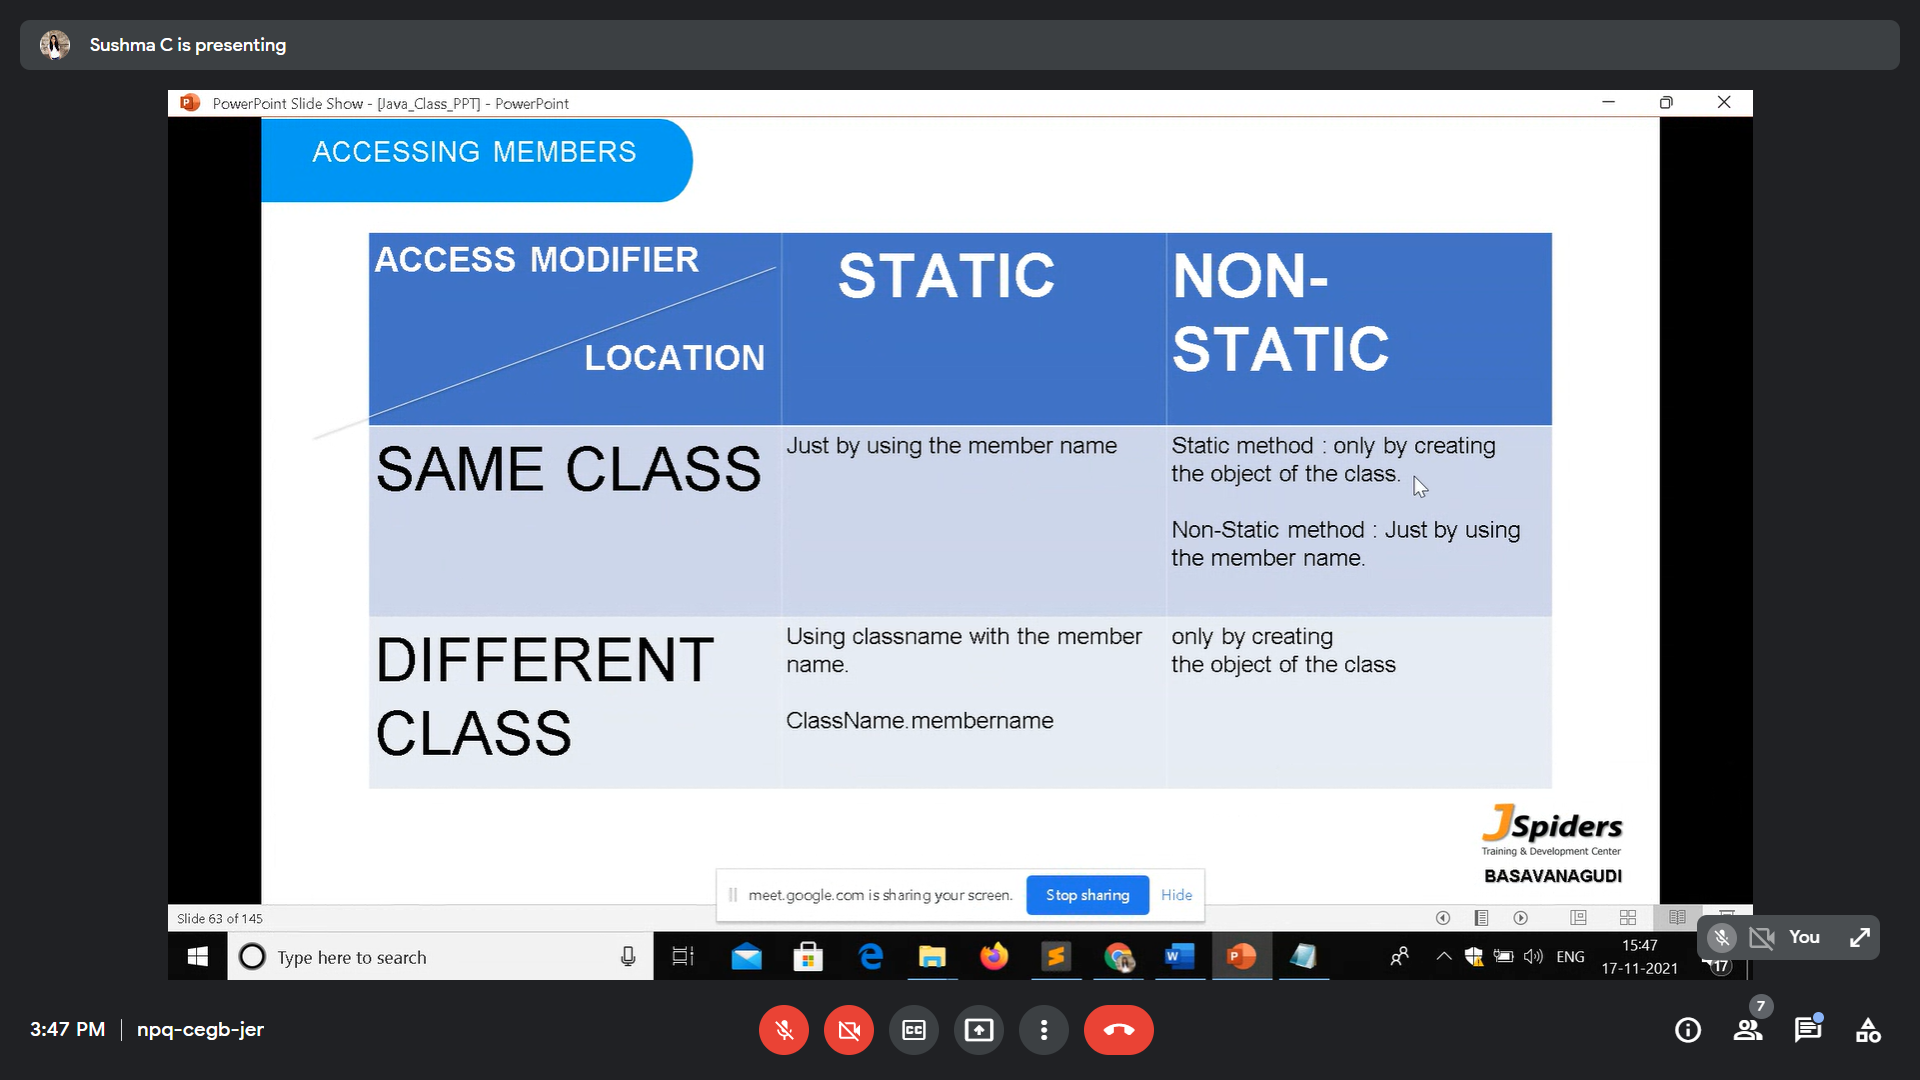 Sushma C is presenting
PowerPoint Slide Show - [Java_Class_PPT] - PowerPoint
ACCESSING MEMBERS
ACCESS MODIFIER
LOCATION
STATIC
NON-
STATIC
SAME CLASS
Just by using the member name
Static method : only by creating
the object of the class.
Non-Static method : Just by using
the member name.
DIFFERENT
CLASS
Using classname with the member
name.
ClassName.membername
only by creating
the object of the class
JSpiders
Training & Development Center
BASAVANAGUDI
meet.google.com is sharing your screen.
Stop sharing
Hide
Slide 63 of 145
Type here to search
ENG
15:47
17-11-2021
17
You
3:47 PM
npq-cegb-jer
CC
7